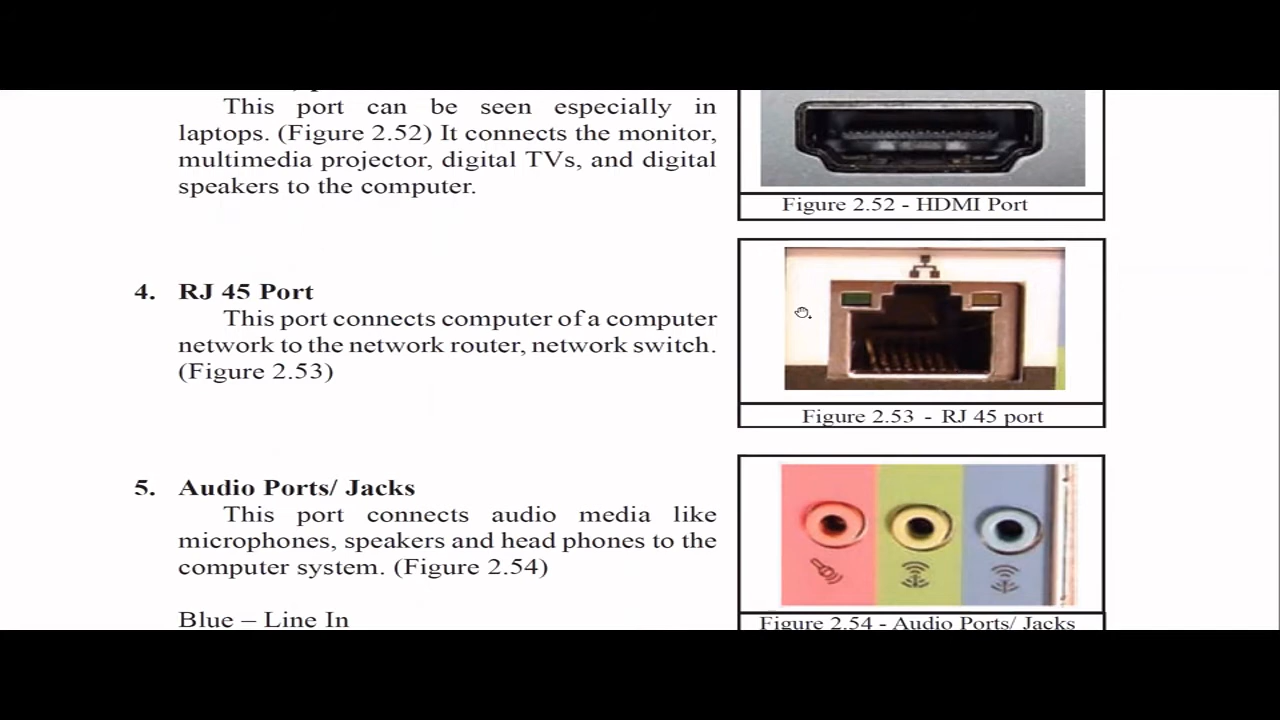 This port can be seen especially in
laptops. (Figure 2.52) It connects the monitor,
multimedia projector, digital TVs, and digital
speakers to the computer.
Figure 2.52 - HDMI Port
4. RJ 45 Port
This port connects computer of a computer
network to the network router, network switch.
(Figure 2.53)
Figure 2.53 - RJ 45 port
5. Audio Ports/ Jacks
This port connects audio media like
microphones, speakers and head phones to the
computer system. (Figure 2.54)
Blue – Line In
Figure 2.54 - Audio Ports/ Jacks